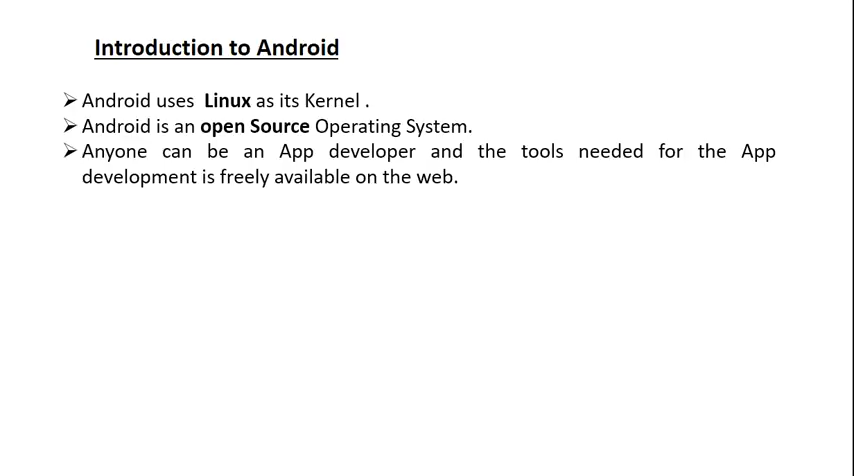 Introduction to Android
➢ Android uses Linux as its Kernel .
➢ Android is an open Source Operating System.
➢ Anyone can be an App developer and the tools needed for the App
development is freely available on the web.